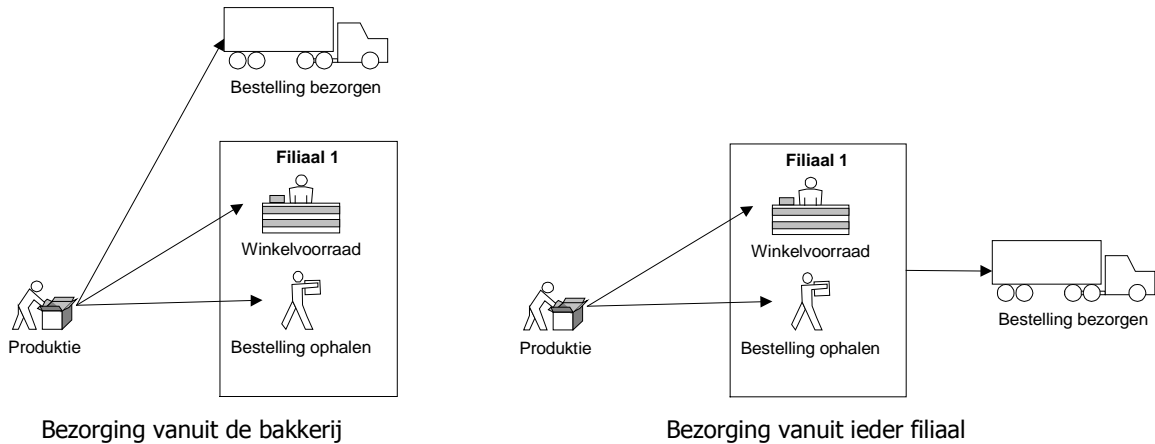 Bestelling bezorgen
Filiaal 1
Winkelvoorraad
Produktie
Bestelling ophalen
Bezorging vanuit de bakkerij
Filiaal 1
Winkelvoorraad
Bestelling bezorgen
Produktie
Bestelling ophalen
Bezorging vanuit ieder filiaal